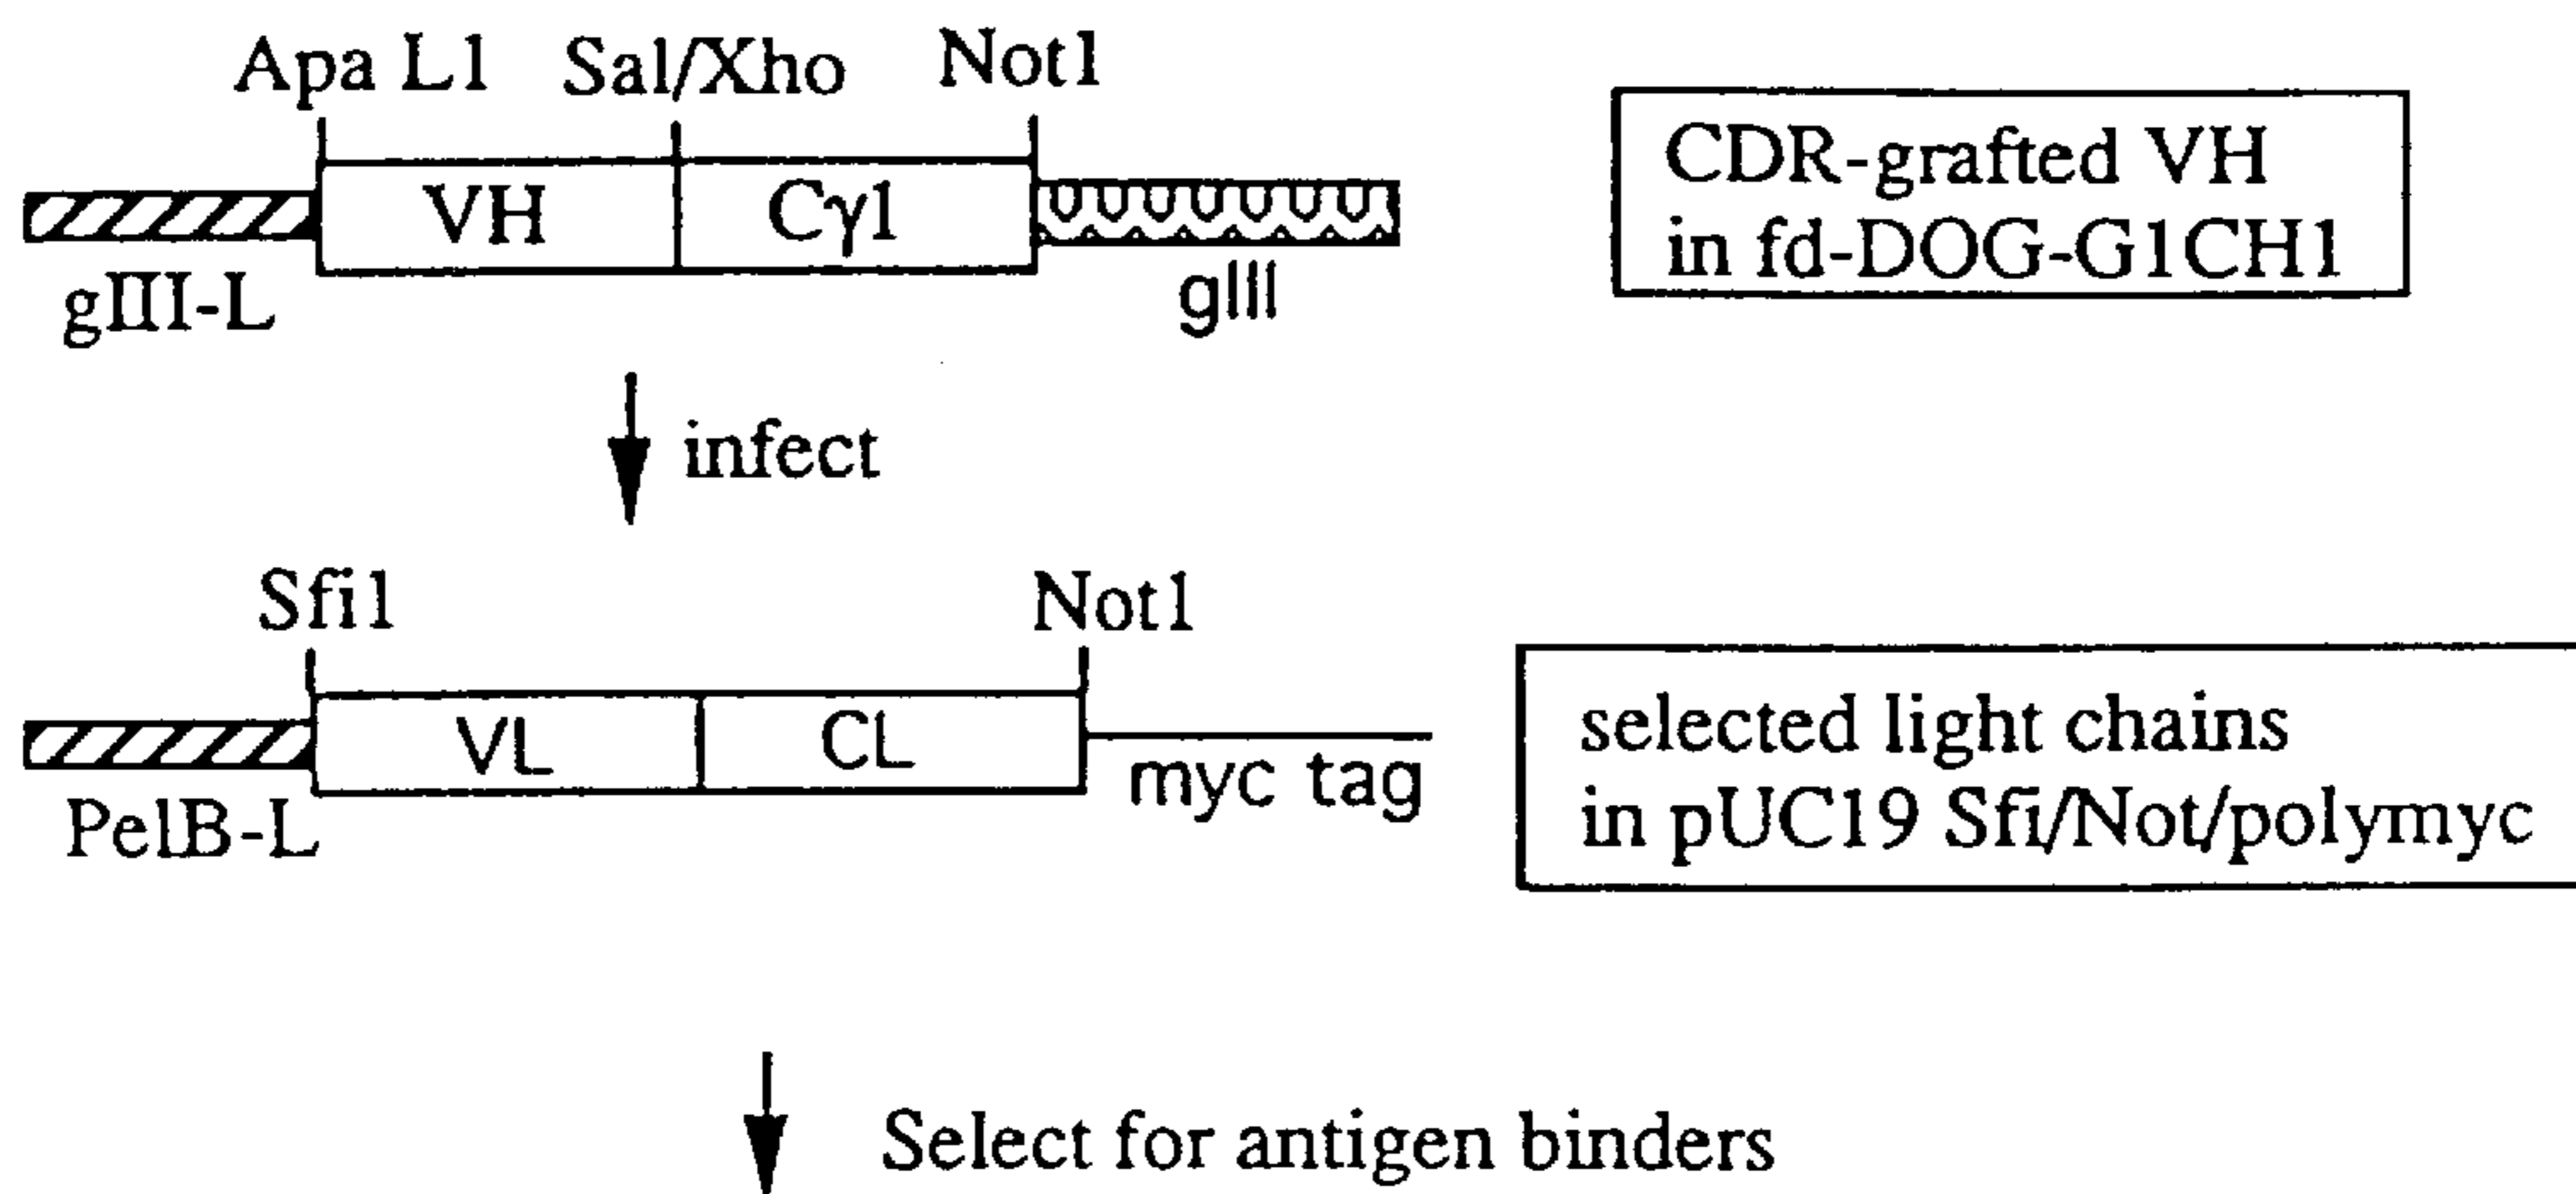 Apa L1 Sal/Xho Not1
VH Cγ1
gIII-L gIII
CDR-grafted VH
in fd-DOG-G1CH1
infect
Sfi1 Not1
VL CL
PelB-L myc tag
selected light chains
in pUC19 Sfi/Not/polymyc
Select for antigen binders